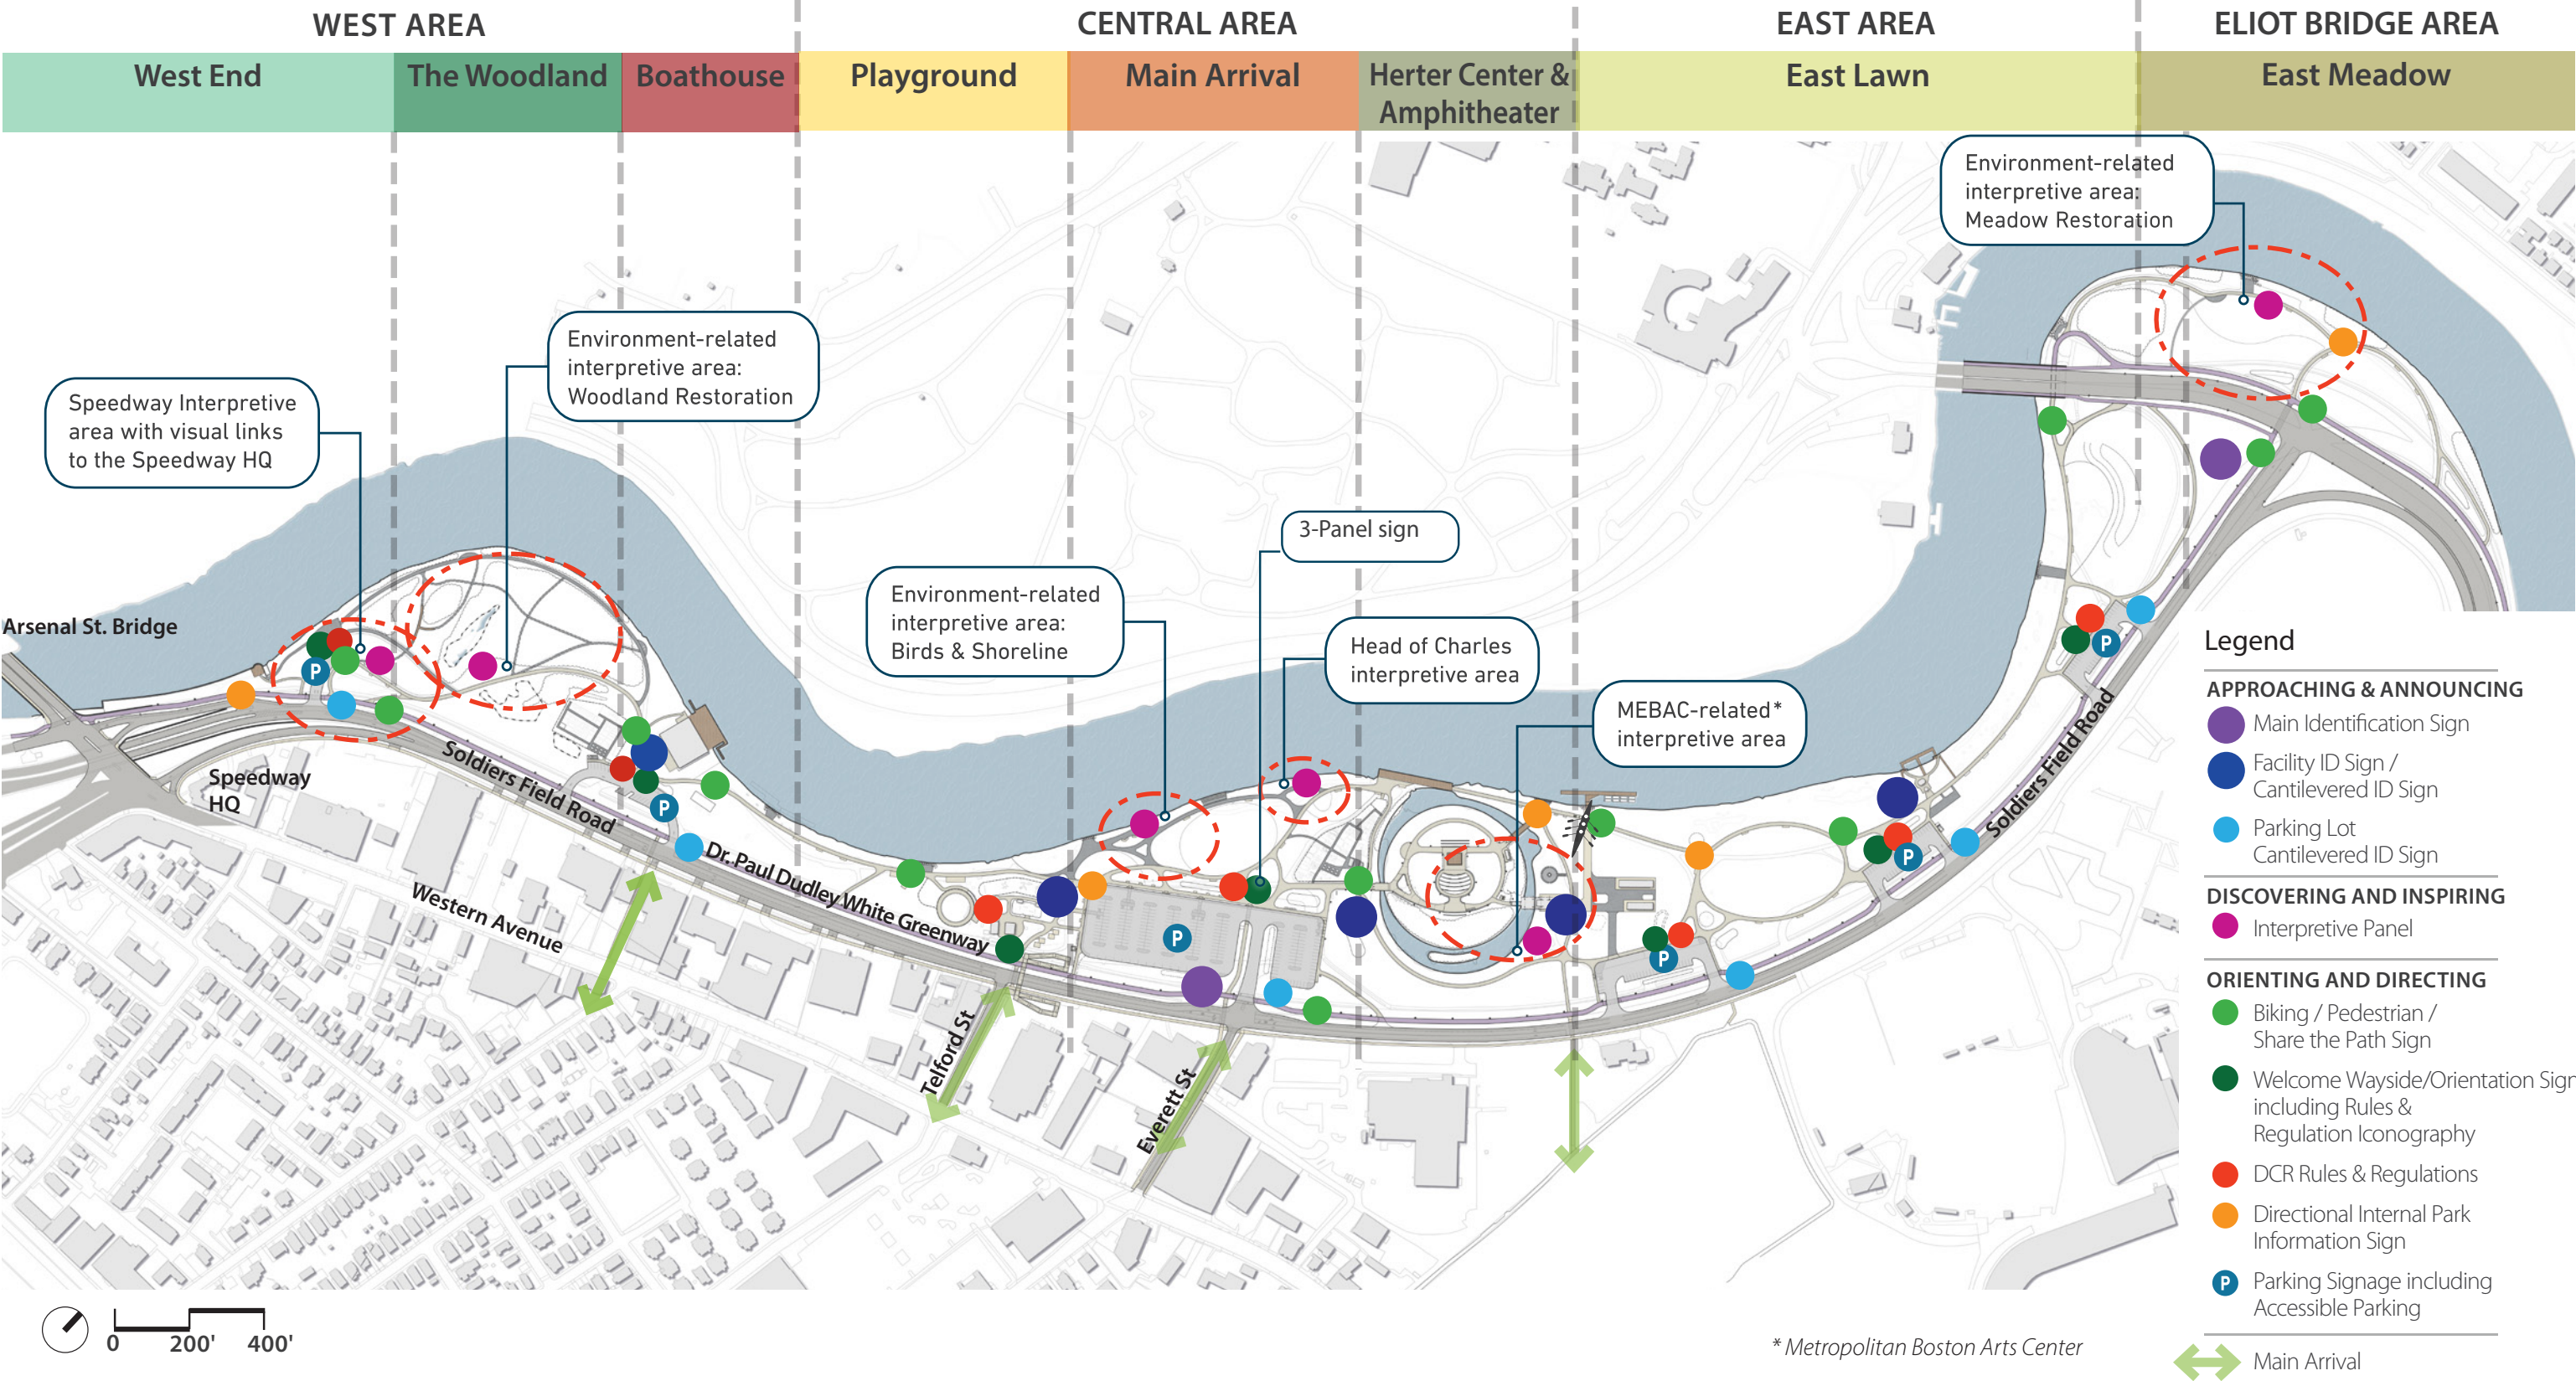 WEST AREA
CENTRAL AREA
EAST AREA
ELIOT BRIDGE AREA
West End
The Woodland
Boathouse
Playground
Main Arrival
Herter Center &
Amphitheater
East Lawn
East Meadow
Environment-related
interpretive area:
Meadow Restoration
Environment-related
interpretive area:
Woodland Restoration
Speedway Interpretive
area with visual links
to the Speedway HQ
3-Panel sign
Environment-related
interpretive area:
Birds & Shoreline
Head of Charles
interpretive area
MEBAC-related*
interpretive area
Arsenal St. Bridge
Speedway
HQ
Soldiers Field Road
Dr. Paul Dudley White Greenway
Western Avenue
Telford St
Everett St
Soldiers Field Road
P
P
P
P
P
P
Legend
APPROACHING & ANNOUNCING
Main Identification Sign
Facility ID Sign /
Cantilevered ID Sign
Parking Lot
Cantilevered ID Sign
DISCOVERING AND INSPIRING
Interpretive Panel
ORIENTING AND DIRECTING
Biking / Pedestrian /
Share the Path Sign
Welcome Wayside/Orientation Sign
including Rules &
Regulation Iconography
DCR Rules & Regulations
Directional Internal Park
Information Sign
P Parking Signage including
Accessible Parking
Main Arrival
0 200' 400'
* Metropolitan Boston Arts Center